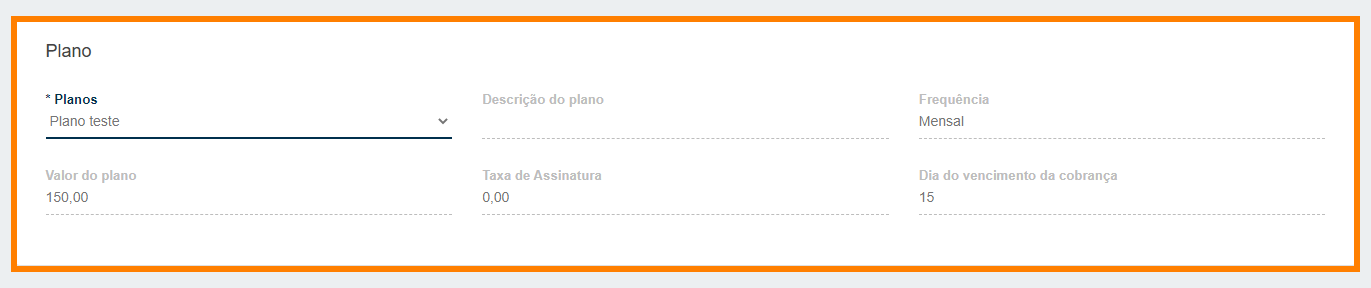 Plano
* Planos Descrição do plano Frequência
Plano teste Mensal
Valor do plano Taxa de Assinatura Dia do vencimento da cobrança
150,00 0,00 15